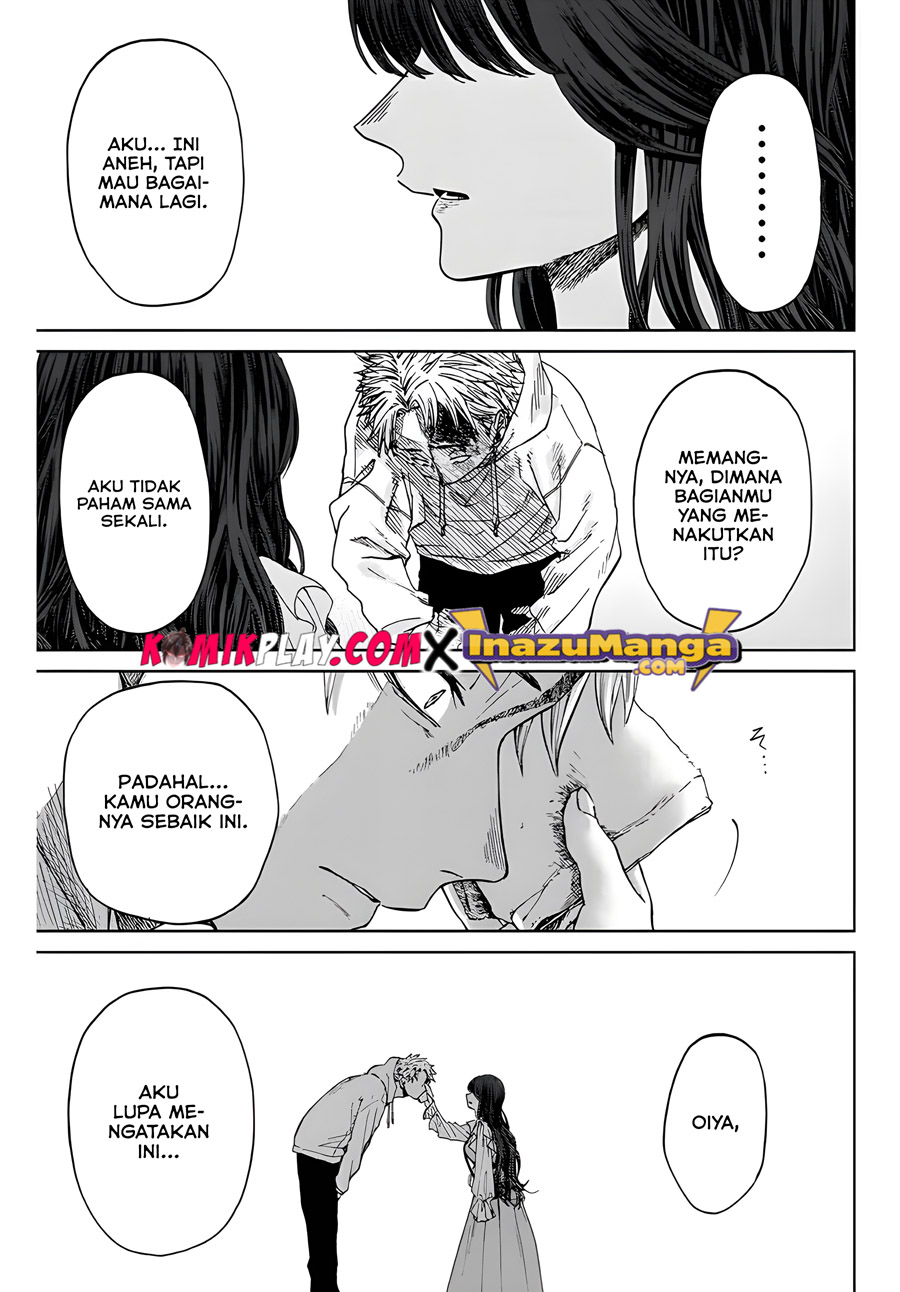 . . . . . . . . .
AKU... INI
ANEH, TAPI
MAU BAGAI-
MANA LAGI.
MEMANG-
NYA, DIMANA
BAGIANMU
YANG ME-
NAKUTKAN
ITU?
AKU TIDAK
PAHAM SAMA
SEKALI.
KOMIKPLAY.COM X InazuManga
.COM
PADAHAL...
KAMU ORANG-
NYA SEBAIK INI.
OIYA,
AKU
LUPA ME-
NGATAKAN
INI...